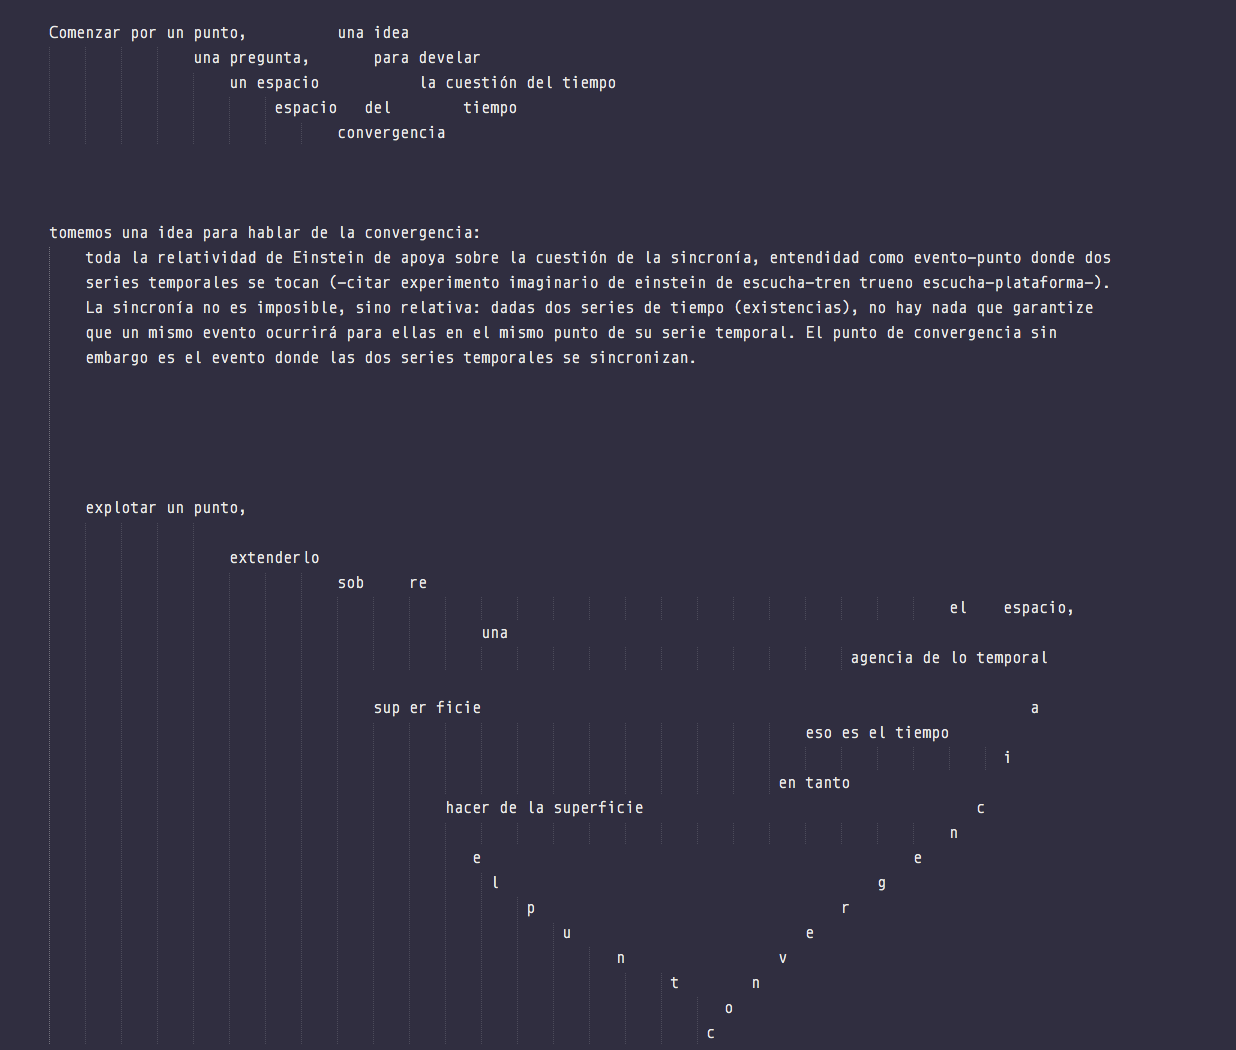 Comenzar por un punto, una idea
una pregunta, para develar
un espacio la cuestión del tiempo
espacio del tiempo
convergencia
tomemos una idea para hablar de la convergencia:
toda la relatividad de Einstein de apoya sobre la cuestión de la sincronía, entendidad como evento-punto donde dos
series temporales se tocan (-citar experimento imaginario de einstein de escucha-tren trueno escucha-plataforma-).
La sincronía no es imposible, sino relativa: dadas dos series de tiempo (existencias), no hay nada que garantize
que un mismo evento ocurrirá para ellas en el mismo punto de su serie temporal. El punto de convergencia sin
embargo es el evento donde las dos series temporales se sincronizan.
explotar un punto,
extenderlo
sob re
el espacio,
una
agencia de lo temporal
sup er ficie a
eso es el tiempo
i
en tanto
hacer de la superficie c
n
e e
l g
p r
u e
n v
t n
o
c